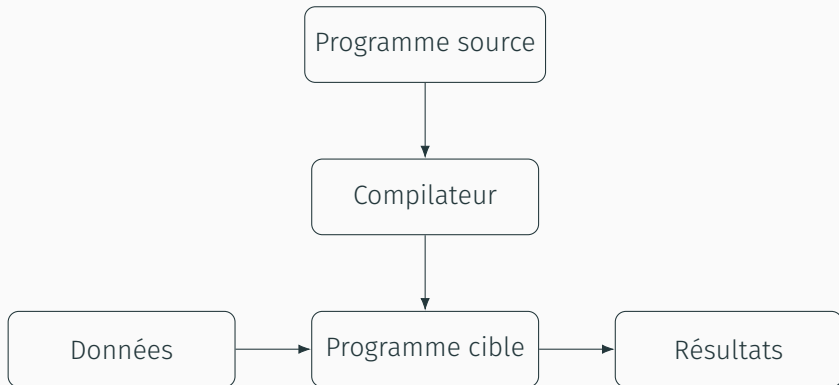 Programme source
Compilateur
Données
Programme cible
Résultats